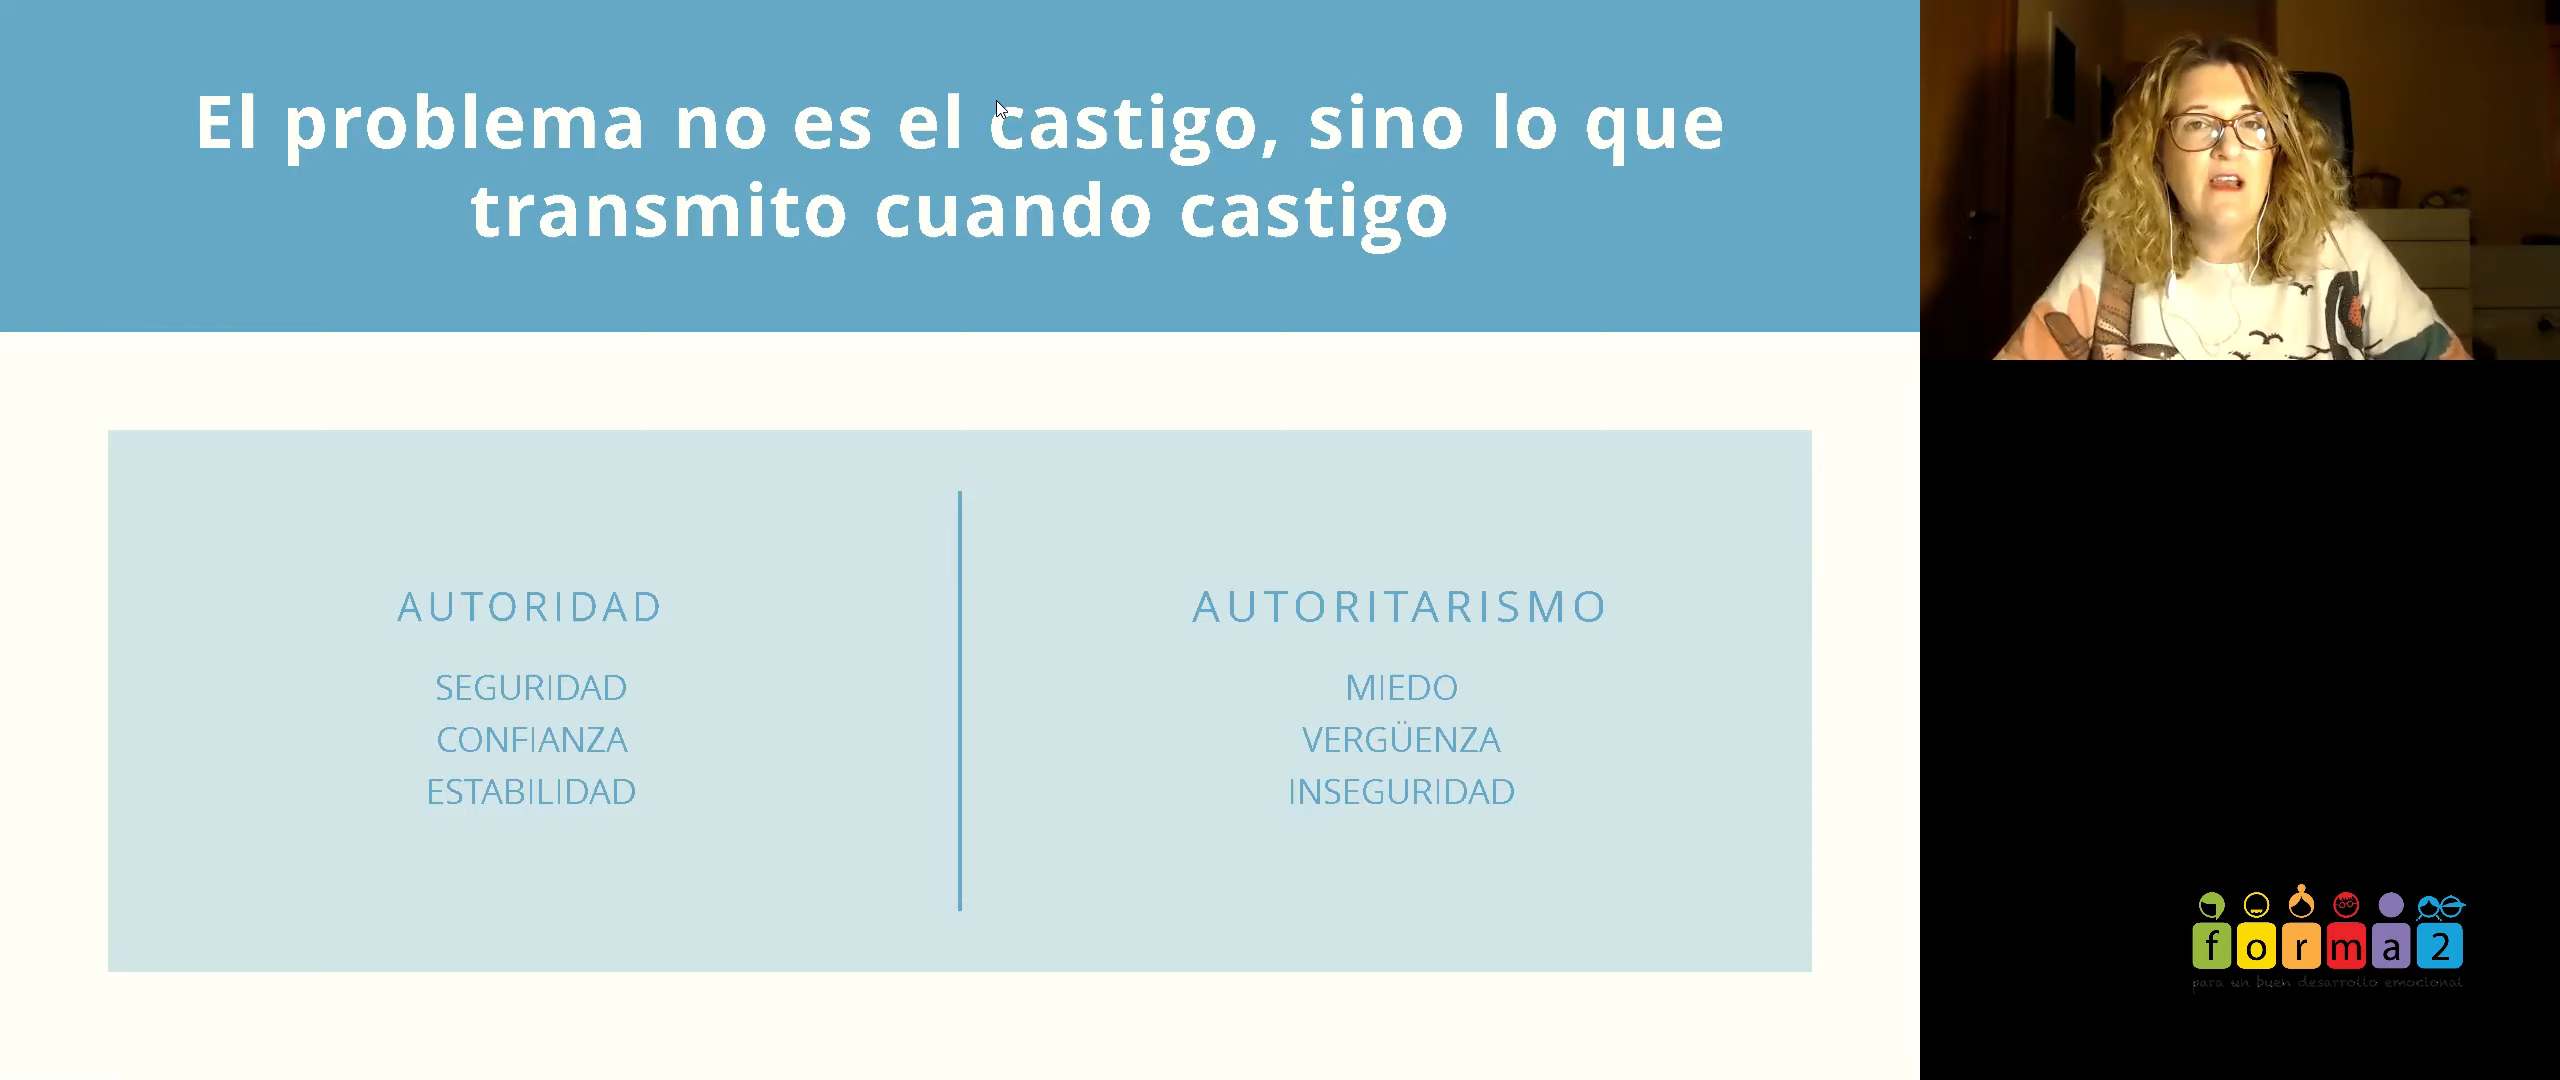 El problema no es el castigo, sino lo que
transmito cuando castigo
AUTORIDAD
SEGURIDAD
CONFIANZA
ESTABILIDAD
AUTORITARISMO
MIEDO
VERGÜENZA
INSEGURIDAD
forma2
para un buen desarrollo emocional